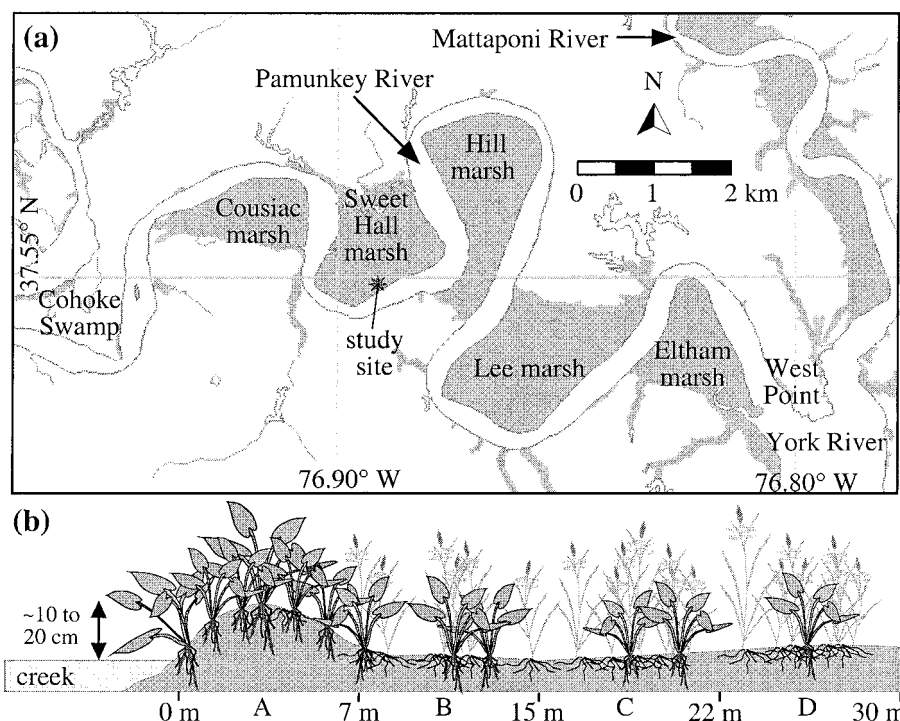 (a)
Mattaponi River
Pamunkey River
N
Hill
marsh
0 1 2 km
Sweet
Hall
marsh
Cousiac
marsh
37.55° N
Cohoke
Swamp
study
site
Lee marsh
Eltham
marsh
West
Point
York River
76.90° W
76.80° W
(b)
~10 to
20 cm
creek
0 m A 7 m B 15 m C 22 m D 30 m